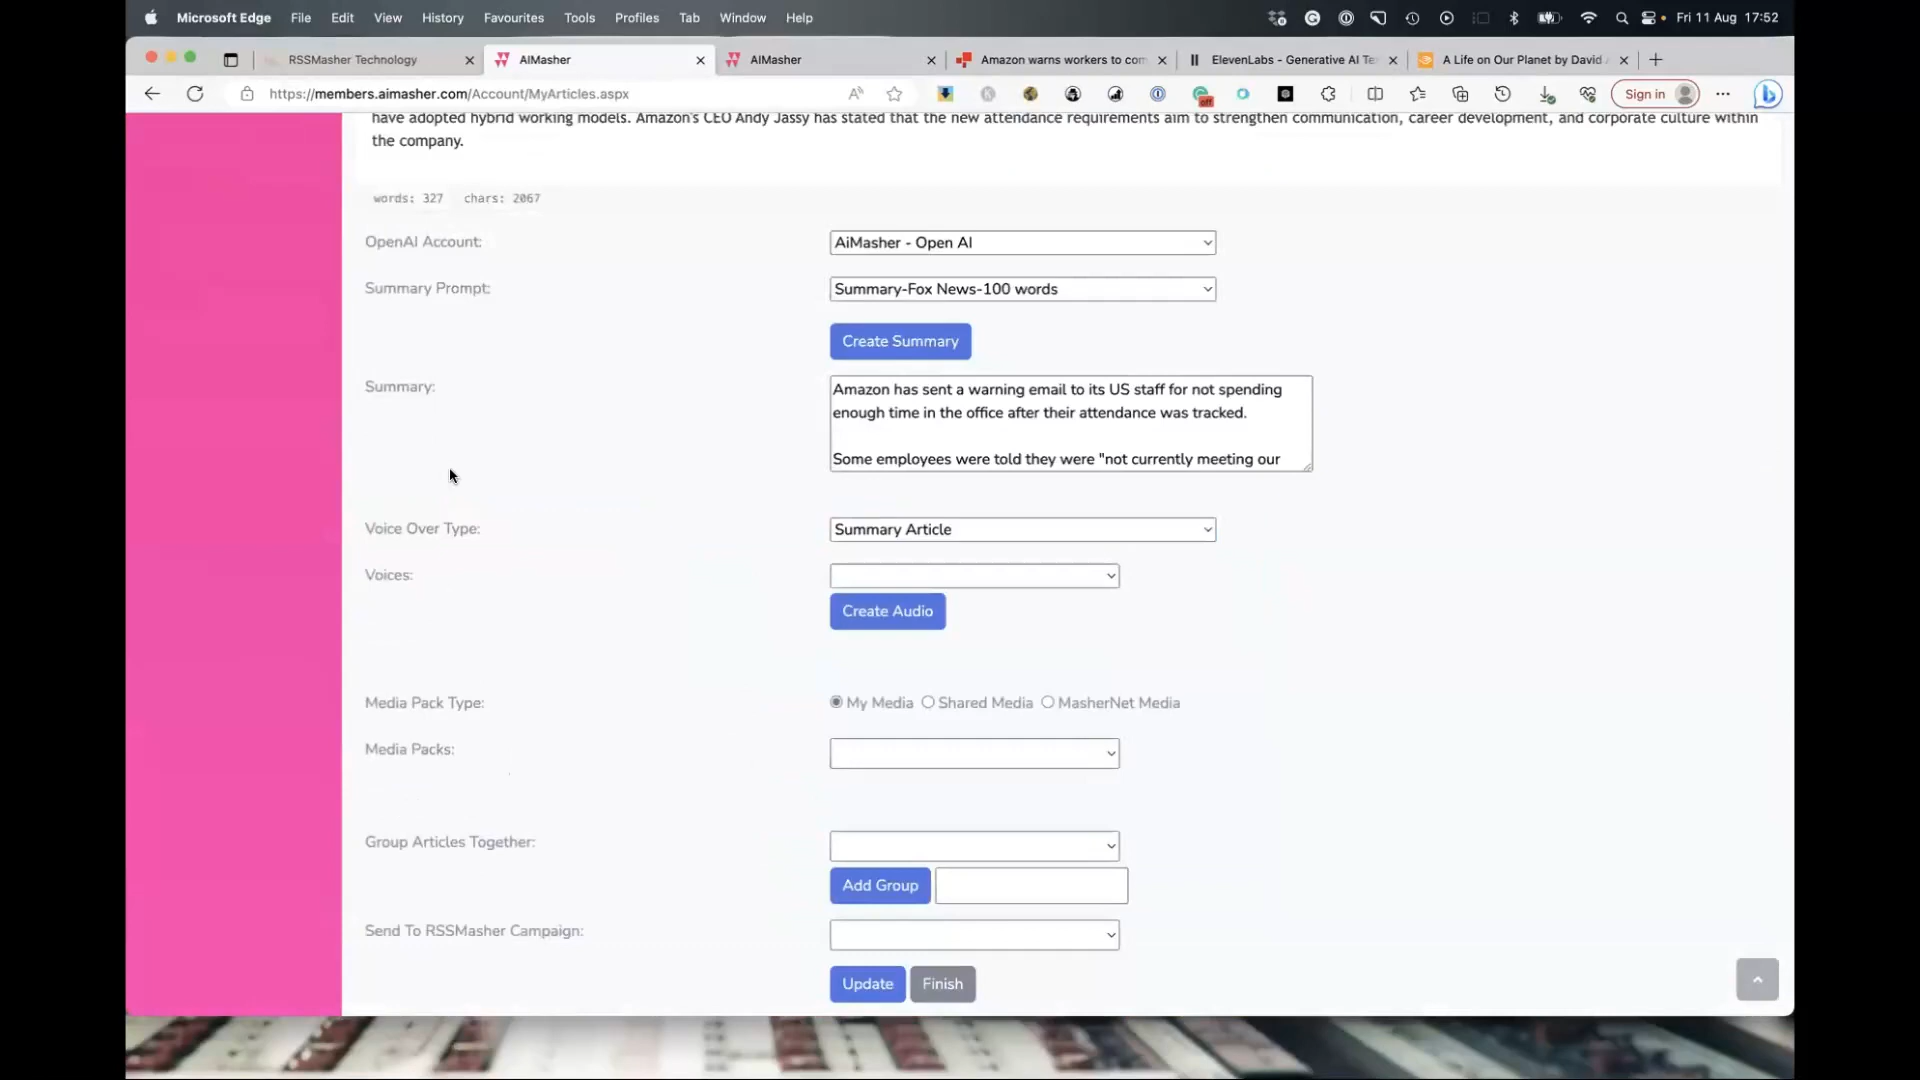 Microsoft Edge File Edit View History Favourites Tools Profiles Tab Window Help Fri 11 Aug 17:52
RSSMasher Technology AIMasher AIMasher Amazon warns workers to com ElevenLabs - Generative AI Te A Life on Our Planet by David A
https://members.aimasher.com/Account/MyArticles.aspx Sign in
have adopted hybrid working models. Amazon's CEO Andy Jassy has stated that the new attendance requirements aim to strengthen communication, career development, and corporate culture within
the company.
words: 327 chars: 2067
OpenAI Account: AiMasher - Open AI
Summary Prompt: Summary-Fox News-100 words
Create Summary
Summary: Amazon has sent a warning email to its US staff for not spending
enough time in the office after their attendance was tracked.
Some employees were told they were "not currently meeting our
Voice Over Type: Summary Article
Voices:
Create Audio
Media Pack Type: My Media Shared Media MasherNet Media
Media Packs:
Group Articles Together:
Add Group
Send To RSSMasher Campaign:
Update Finish